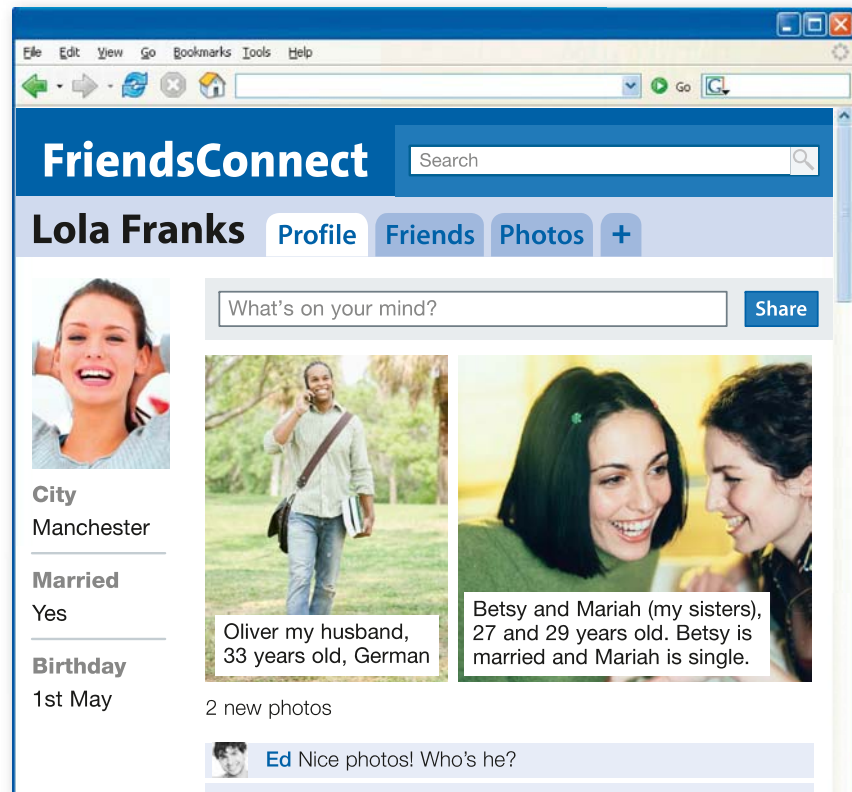 File Edit View Go Bookmarks Tools Help
Go G
FriendsConnect
Search
Lola Franks
Profile Friends Photos +
What's on your mind?
Share
City
Manchester
Married
Yes
Birthday
1st May
Oliver my husband,
33 years old, German
Betsy and Mariah (my sisters),
27 and 29 years old. Betsy is
married and Mariah is single.
2 new photos
Ed Nice photos! Who's he?